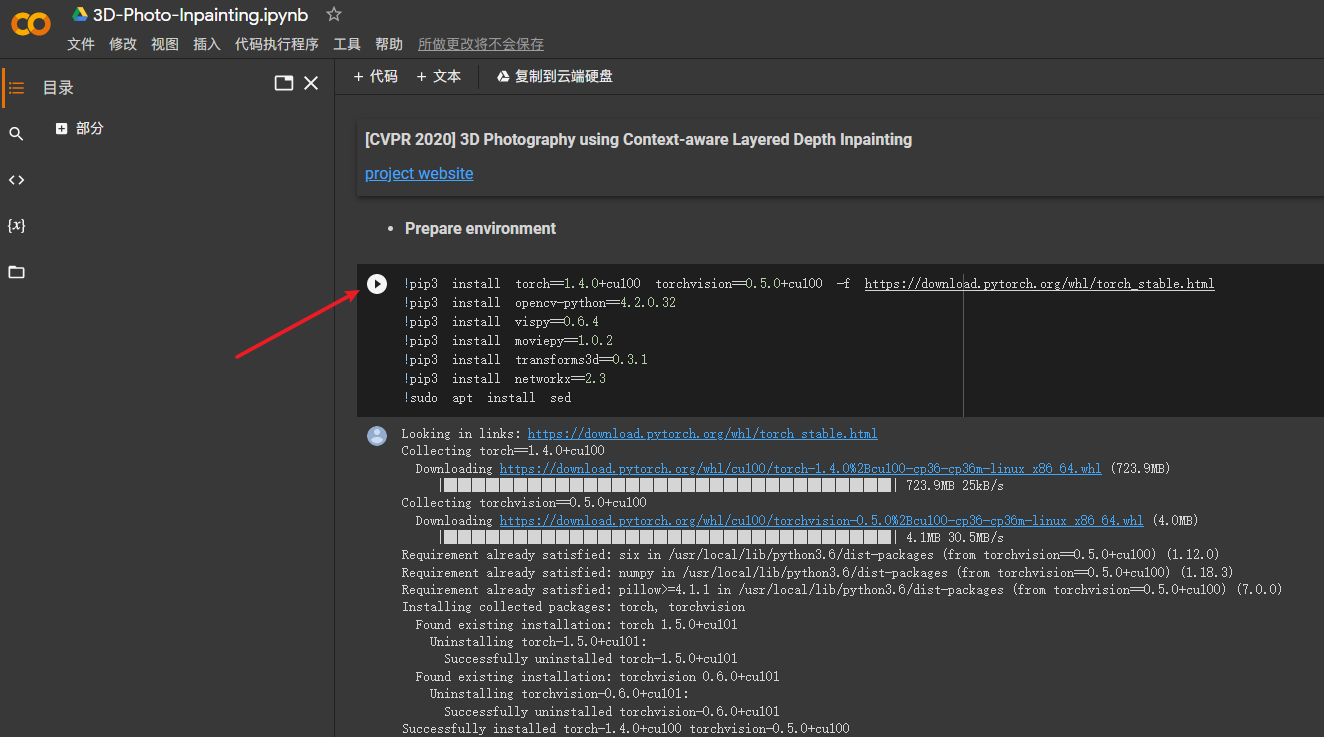 3D-Photo-Inpainting.ipynb
文件 修改 视图 插入 代码执行程序 工具 帮助 所做更改将不会保存
目录
部分
+ 代码 + 文本 复制到云端硬盘
[CVPR 2020] 3D Photography using Context-aware Layered Depth Inpainting
project website
• Prepare environment
!pip3 install torch==1.4.0+cu100 torchvision==0.5.0+cu100 -f https://download.pytorch.org/whl/torch_stable.html
!pip3 install opencv-python==4.2.0.32
!pip3 install vispy==0.6.4
!pip3 install moviepy==1.0.2
!pip3 install transforms3d==0.3.1
!pip3 install networkx==2.3
!sudo apt install sed
Looking in links: https://download.pytorch.org/whl/torch_stable.html
Collecting torch==1.4.0+cu100
Downloading https://download.pytorch.org/whl/cu100/torch-1.4.0%2Bcu100-cp36-cp36m-linux_x86_64.whl (723.9MB)
|████████████████████████████████| 723.9MB 25kB/s
Collecting torchvision==0.5.0+cu100
Downloading https://download.pytorch.org/whl/cu100/torchvision-0.5.0%2Bcu100-cp36-cp36m-linux_x86_64.whl (4.0MB)
|████████████████████████████████| 4.1MB 30.5MB/s
Requirement already satisfied: six in /usr/local/lib/python3.6/dist-packages (from torchvision==0.5.0+cu100) (1.12.0)
Requirement already satisfied: numpy in /usr/local/lib/python3.6/dist-packages (from torchvision==0.5.0+cu100) (1.18.3)
Requirement already satisfied: pillow>=4.1.1 in /usr/local/lib/python3.6/dist-packages (from torchvision==0.5.0+cu100) (7.0.0)
Installing collected packages: torch, torchvision
Found existing installation: torch 1.5.0+cu101
Uninstalling torch-1.5.0+cu101:
Successfully uninstalled torch-1.5.0+cu101
Found existing installation: torchvision 0.6.0+cu101
Uninstalling torchvision-0.6.0+cu101:
Successfully uninstalled torchvision-0.6.0+cu101
Successfully installed torch-1.4.0+cu100 torchvision-0.5.0+cu100